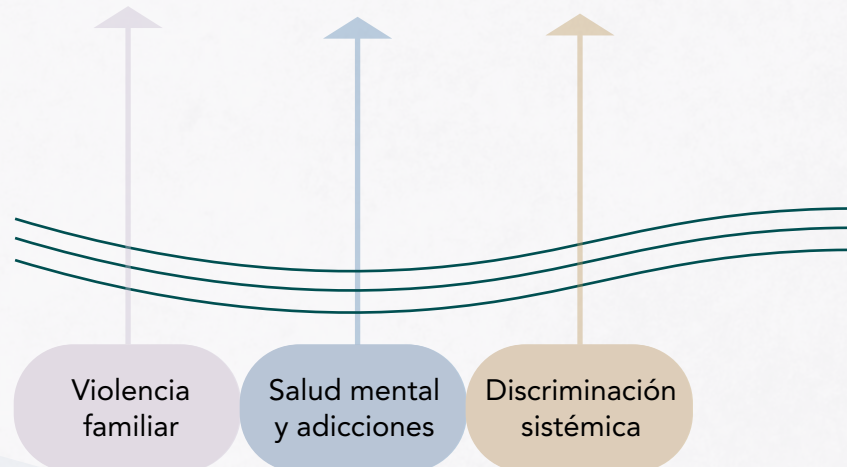 Violencia
familiar
Salud mental
y adicciones
Discriminación
sistémica